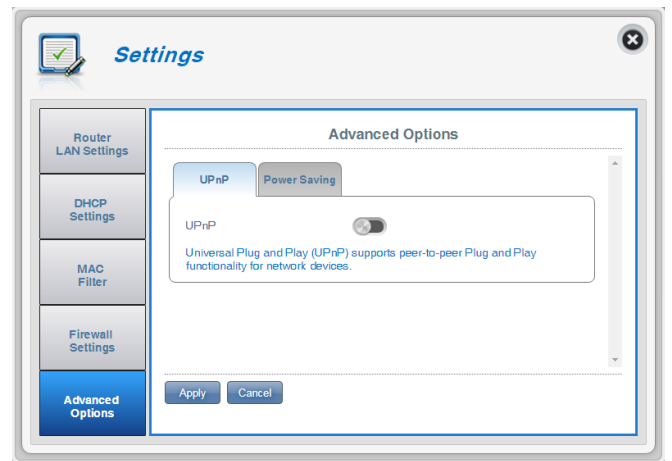 Settings
Router
LAN Settings
DHCP
Settings
MAC
Filter
Firewall
Settings
Advanced
Options
Advanced Options
UPnP
Power Saving
UPnP
Universal Plug and Play (UPnP) supports peer-to-peer Plug and Play
functionality for network devices.
Apply
Cancel